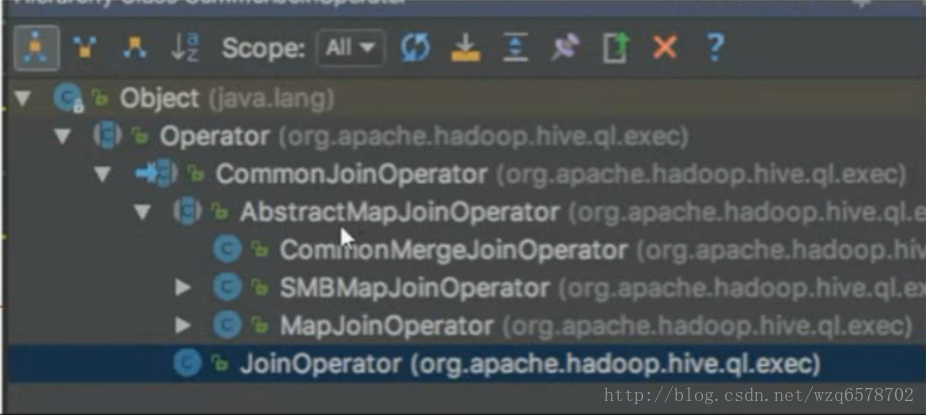 Hierarchy Class CommonJoinOperator
Scope: All
Object (java.lang)
Operator (org.apache.hadoop.hive.ql.exec)
CommonJoinOperator (org.apache.hadoop.hive.ql.exec)
AbstractMapJoinOperator (org.apache.hadoop.hive.ql.e
CommonMergeJoinOperator (org.apache.hadoop.hiv
SMBMapJoinOperator (org.apache.hadoop.hive.ql.ex
MapJoinOperator (org.apache.hadoop.hive.ql.exec)
JoinOperator (org.apache.hadoop.hive.ql.exec)
http://blog.csdn.net/wzq6578702